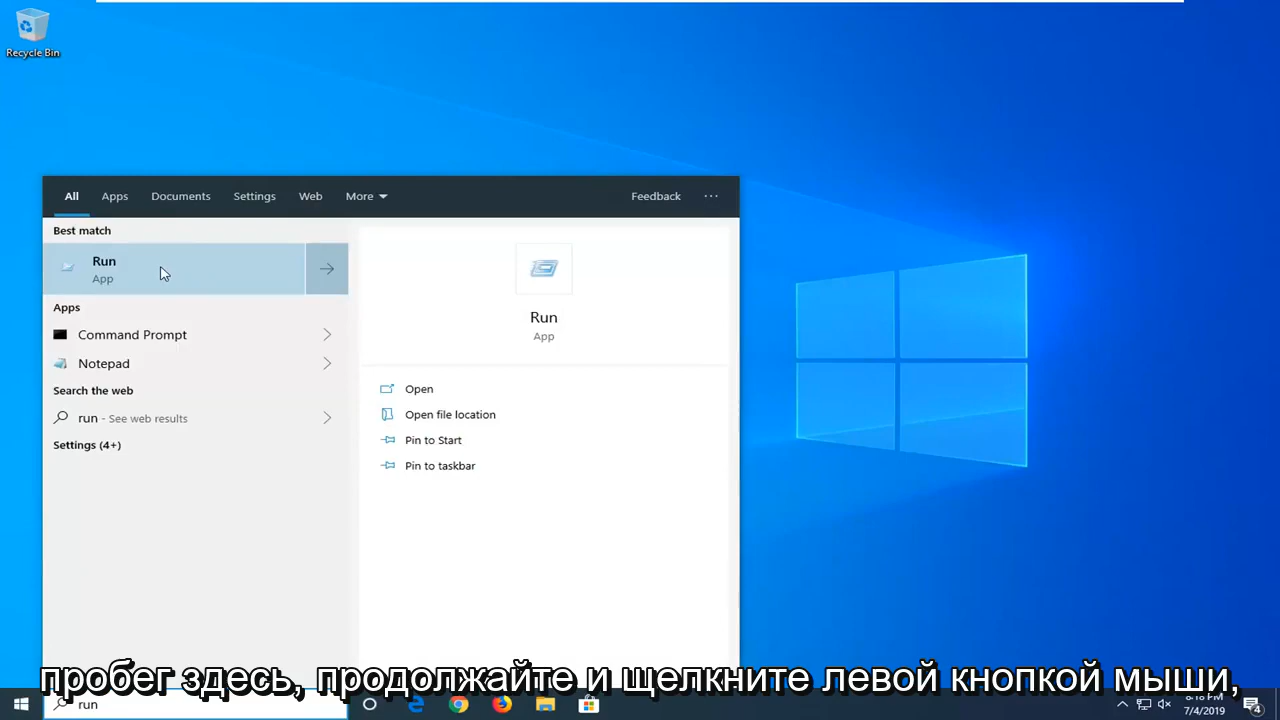 Recycle Bin
All Apps Documents Settings Web More Feedback ...
Best match
Run
App
Apps
Command Prompt
Notepad
Search the web
run - See web results
Settings (4+)
Run
App
Open
Open file location
Pin to Start
Pin to taskbar
пробег здесь, продолжайте и щелкните левой кнопкой мыши,
run
7/4/2019
4